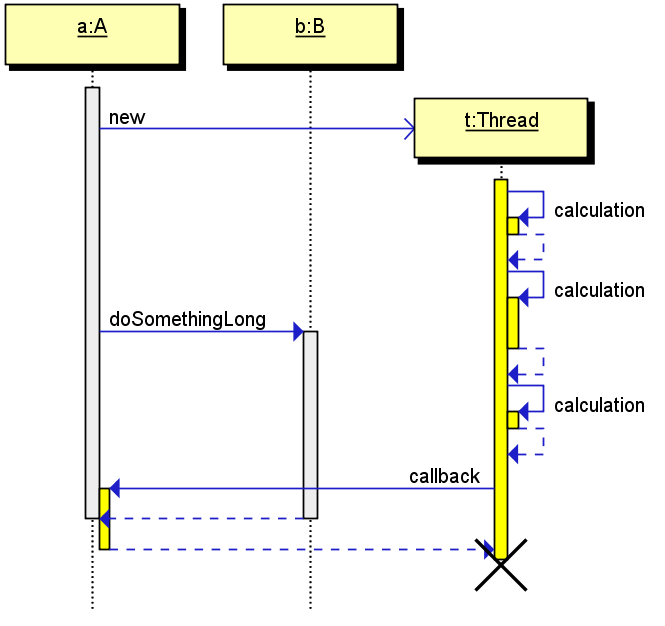 a:A
b:B
new
t:Thread
calculation
calculation
doSomethingLong
calculation
callback